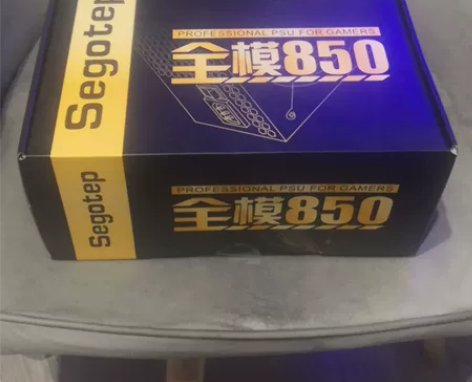 Segotep
PROFESSIONAL PSU FOR GAMERS
全模850
Segotep
PROFESSIONAL PSU FOR GAMERS
全模850